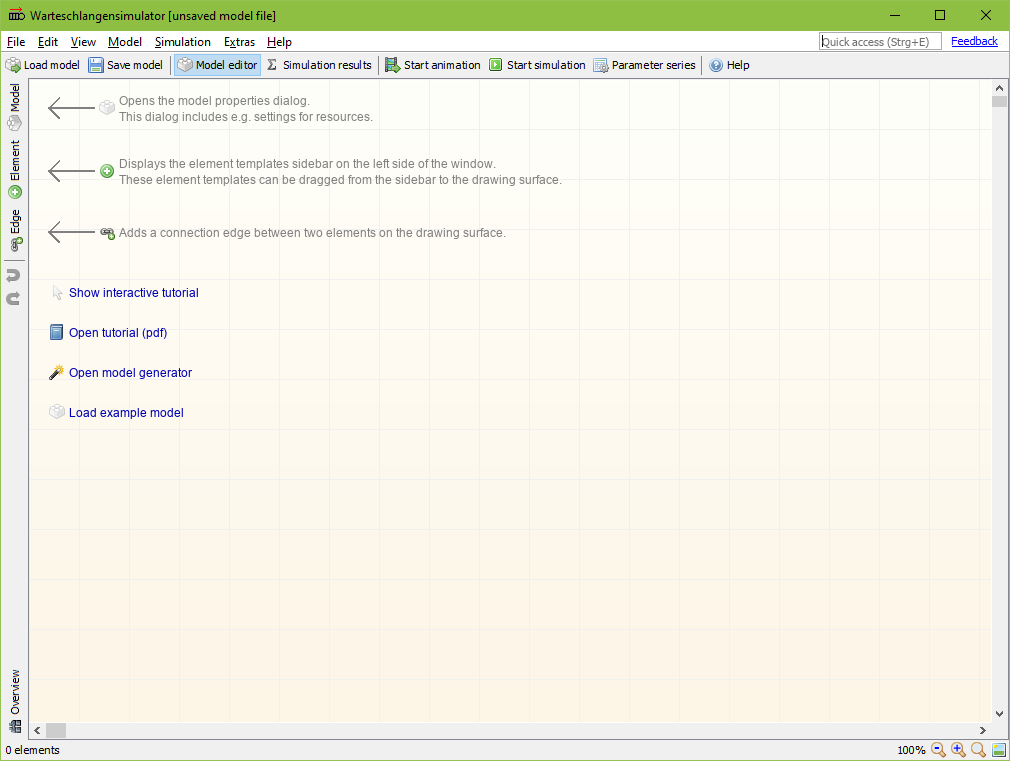 Warteschlangensimulator [unsaved model file]
File Edit View Model Simulation Extras Help
Quick access (Strg+E) Feedback
Load model Save model Model editor Σ Simulation results Start animation Start simulation Parameter series ? Help
Model
Element
Edge
Opens the model properties dialog.
This dialog includes e.g. settings for resources.
Displays the element templates sidebar on the left side of the window.
These element templates can be dragged from the sidebar to the drawing surface.
Adds a connection edge between two elements on the drawing surface.
Show interactive tutorial
Open tutorial (pdf)
Open model generator
Load example model
Overview
0 elements 100%